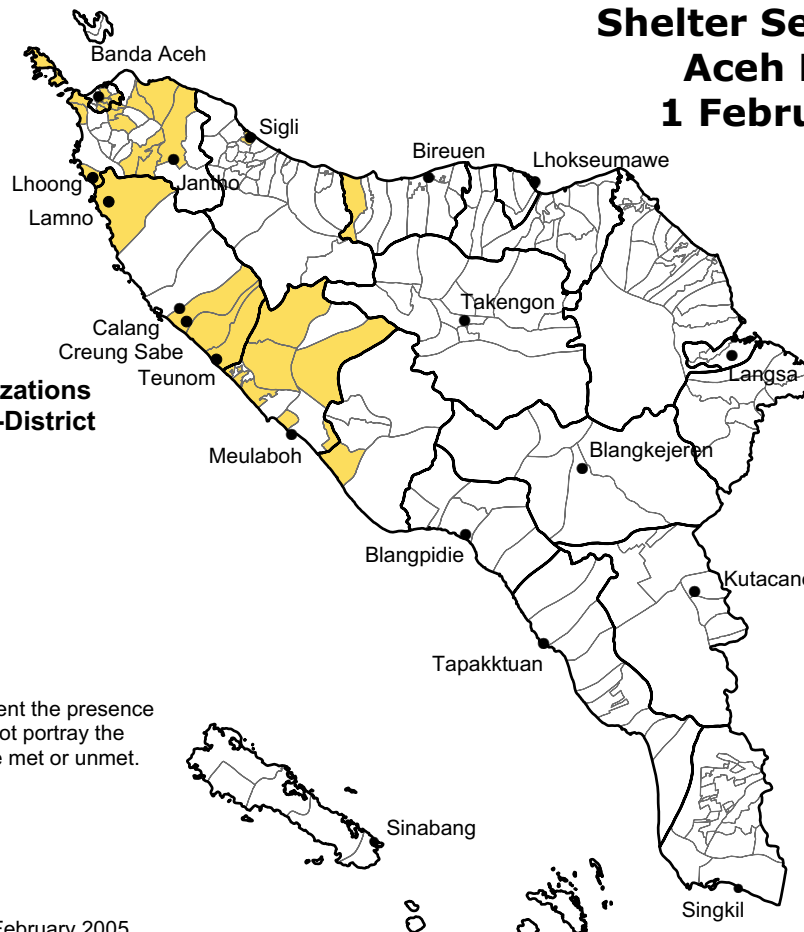 Shelter Se
Aceh
1 Febru
Banda Aceh
Sigli
Bireuen
Lhokseumawe
Jantho
Lhoong
Lamno
Takengon
Calang
Creung Sabe
Teunom
Langsa
zations
-District
Meulaboh
Blangkejeren
Blangpidie
Kutacan
Tapakktuan
ent the presence
ot portray the
e met or unmet.
Sinabang
Singkil
February 2005